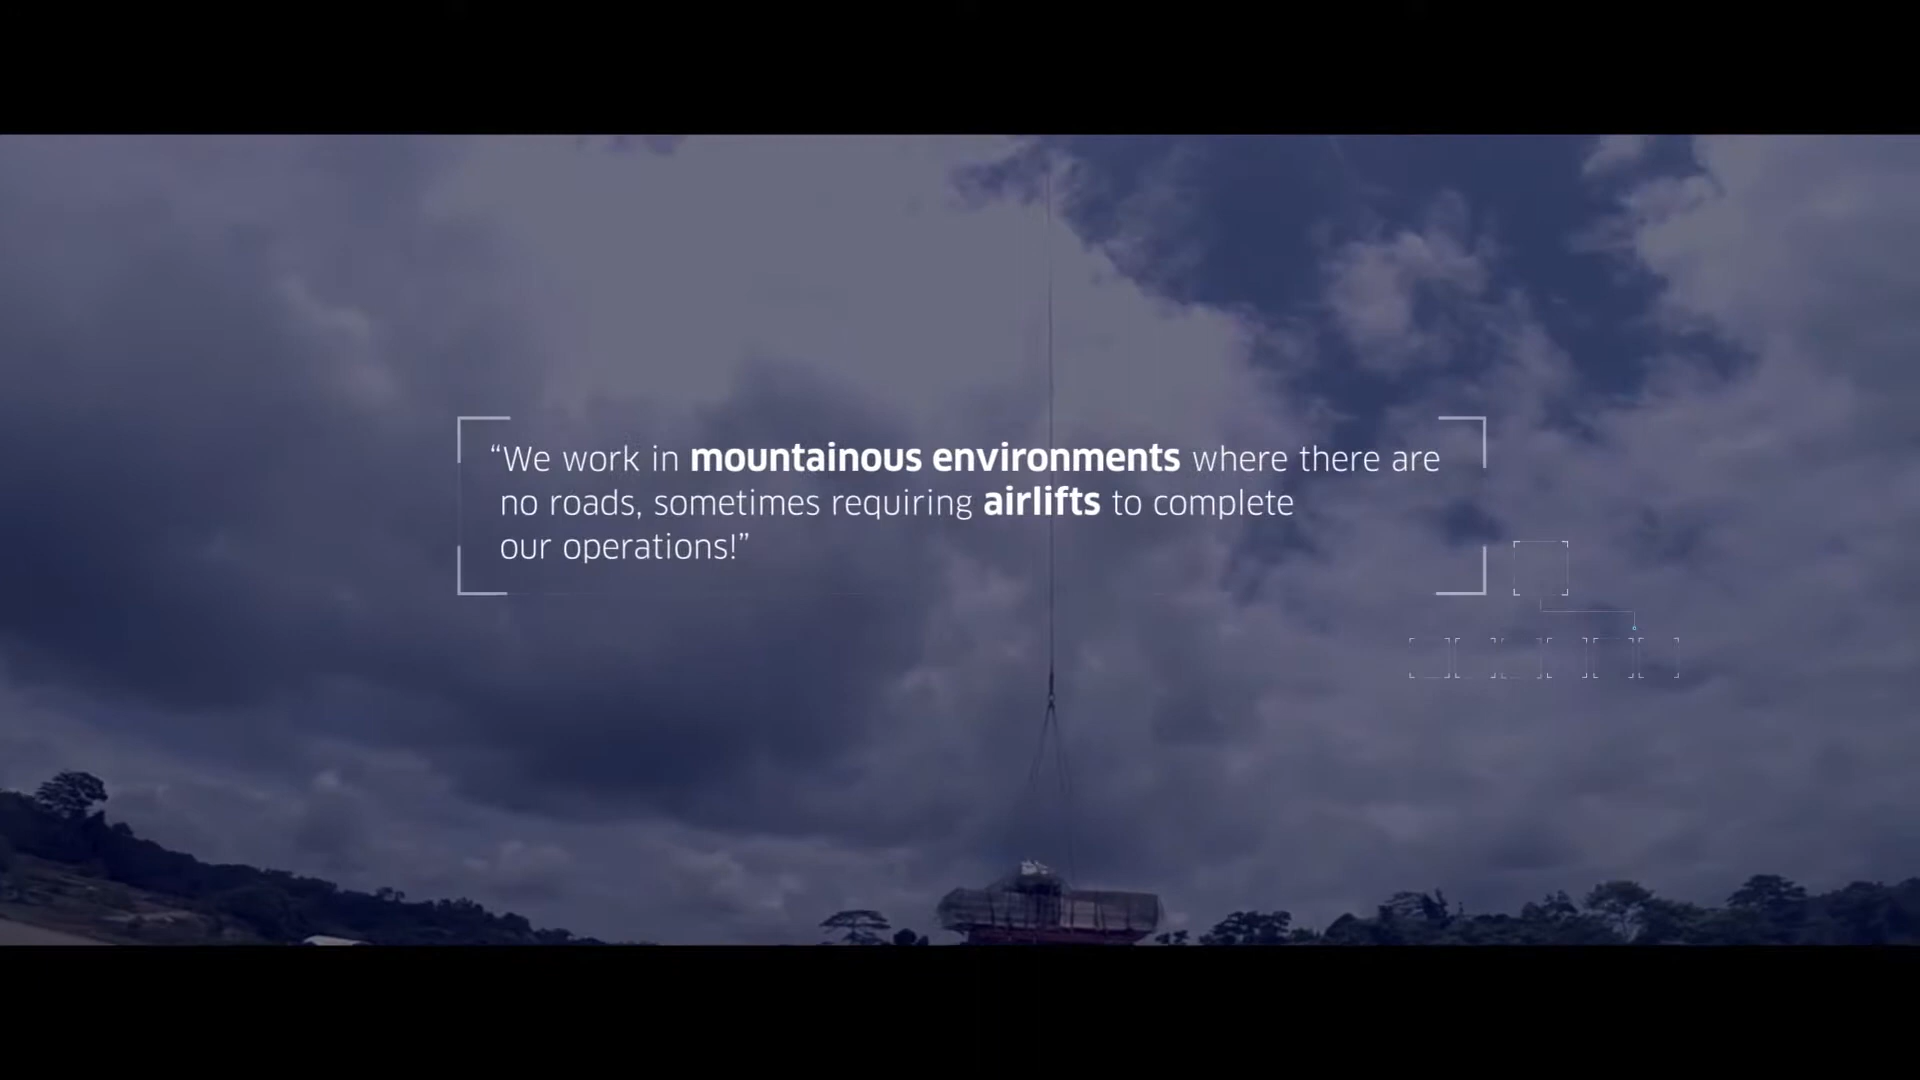 “We work in mountainous environments where there are
no roads, sometimes requiring airlifts to complete
our operations!”